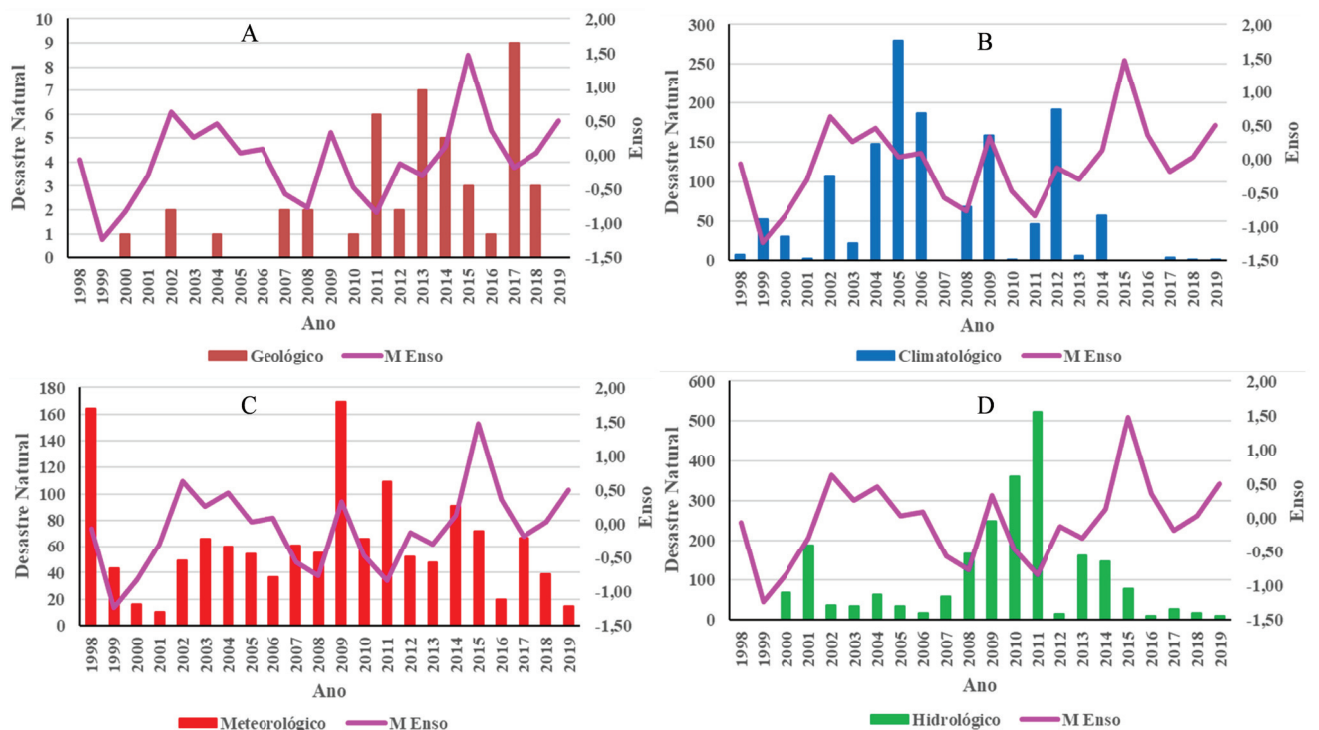 A
Desastre Natural
10
9
8
7
6
5
4
3
2
1
0
2,00
1,50
1,00
0,50
0,00
-0,50
-1,00
-1,50
Enso
1998 1999 2000 2001 2002 2003 2004 2005 2006 2007 2008 2009 2010 2011 2012 2013 2014 2015 2016 2017 2018 2019
Ano
Geológico M Enso
B
Desastre Natural
300
250
200
150
100
50
0
2,00
1,50
1,00
0,50
0,00
-0,50
-1,00
-1,50
Enso
1998 1999 2000 2001 2002 2003 2004 2005 2006 2007 2008 2009 2010 2011 2012 2013 2014 2015 2016 2017 2018 2019
Ano
Climatológico M Enso
C
Desastre Natural
180
160
140
120
100
80
60
40
20
0
2,00
1,50
1,00
0,50
0,00
-0,50
-1,00
-1,50
Enso
1998 1999 2000 2001 2002 2003 2004 2005 2006 2007 2008 2009 2010 2011 2012 2013 2014 2015 2016 2017 2018 2019
Ano
Meteorológico M Enso
D
Desastre Natural
600
500
400
300
200
100
0
2,00
1,50
1,00
0,50
0,00
-0,50
-1,00
-1,50
Enso
1998 1999 2000 2001 2002 2003 2004 2005 2006 2007 2008 2009 2010 2011 2012 2013 2014 2015 2016 2017 2018 2019
Ano
Hidrológico M Enso